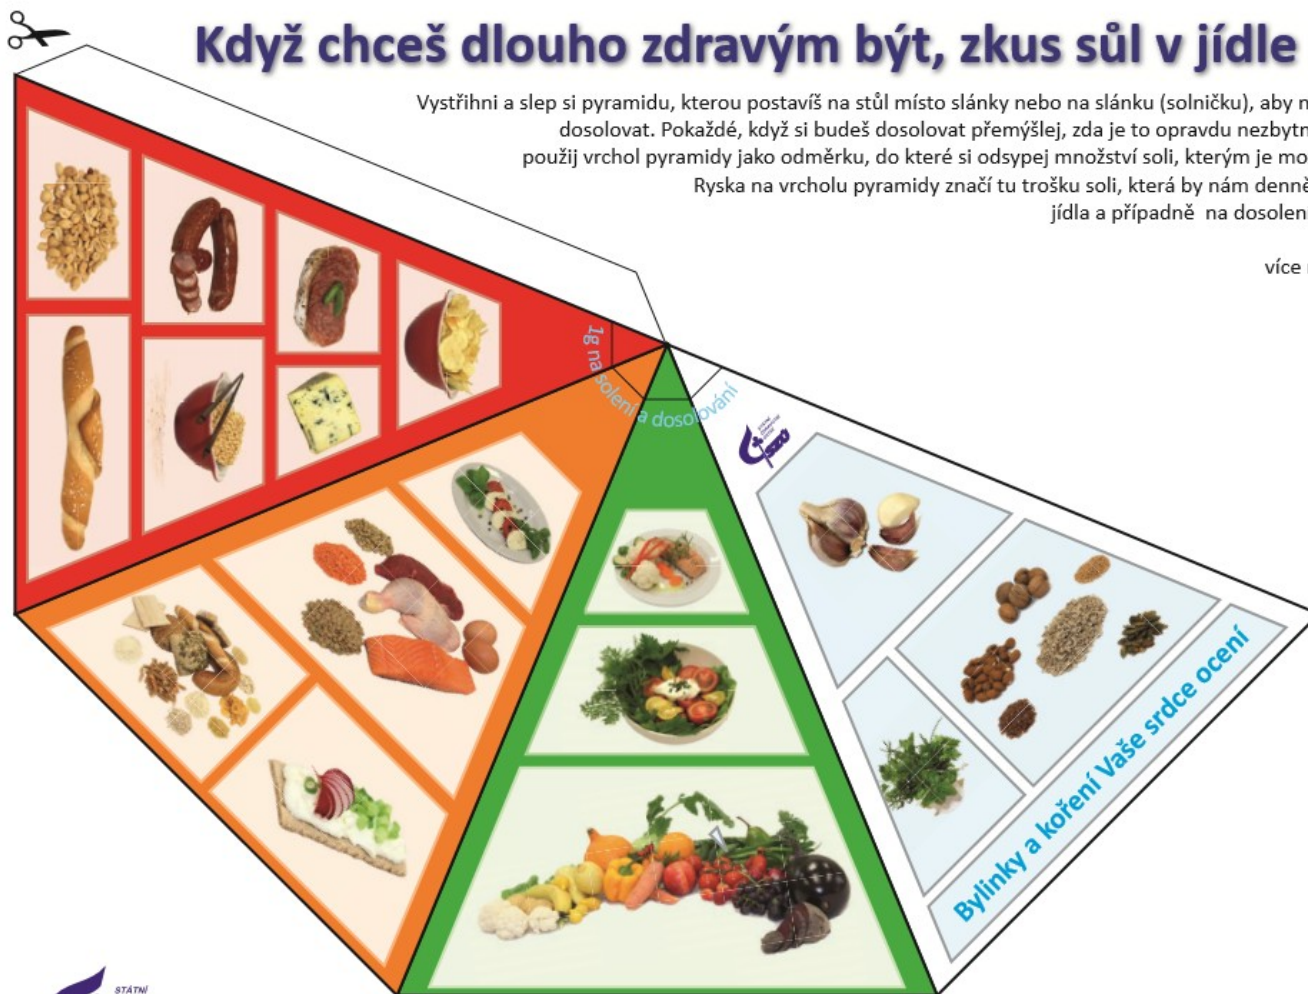 Když chceš dlouho zdravým být, zkus sůl v jídle
Vystřihni a slep si pyramidu, kterou postavíš na stůl místo slánky nebo na slánku (solničku), aby
dosolovat. Pokaždé, když si budeš dosolovat přemýšlej, zda je to opravdu
použij vrchol pyramidy jako odměrku, do které si odsypej množství soli, kterým je
Ryska na vrcholu pyramidy značí tu trošku soli, která by nám denně
jídla a případně na
více
1g na solení a dosolování
SZÚ
Bylinky a koření Vaše srdce ocení
STÁTNÍ